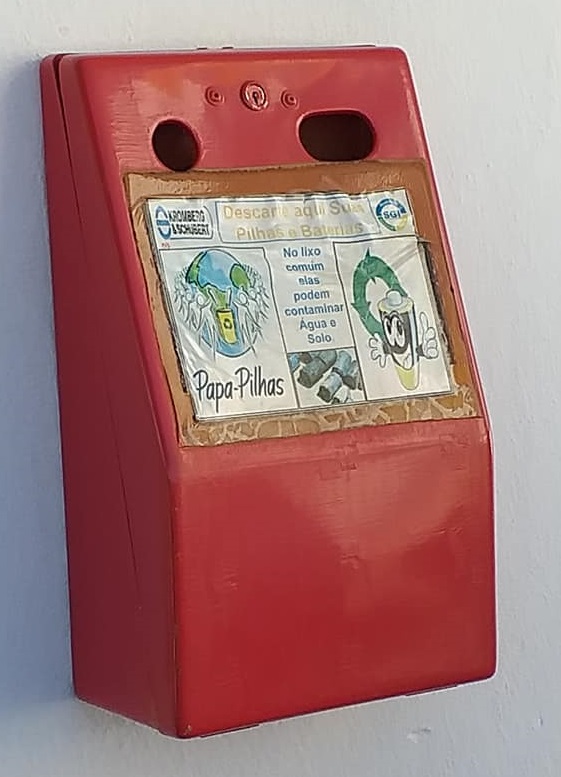 KROMBERG
& SCHUBERT
Descarte aqui Suas
Pilhas e Baterias
SGI
No lixo
comum
elas
podem
contaminar
Água e
Solo
Papa-Pilhas